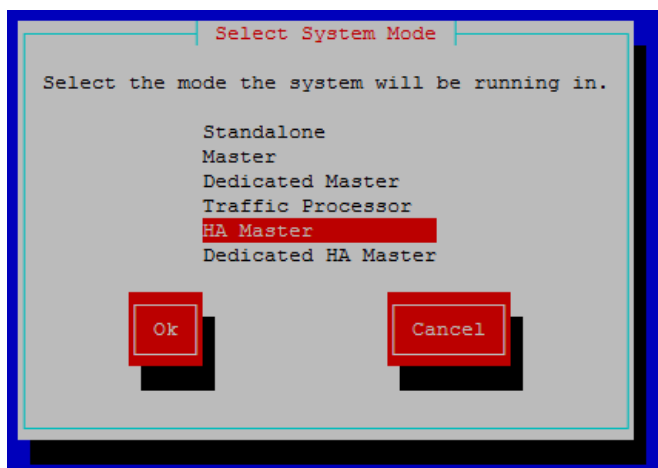 Select System Mode
Select the mode the system will be running in.
Standalone
Master
Dedicated Master
Traffic Processor
HA Master
Dedicated HA Master
Ok Cancel